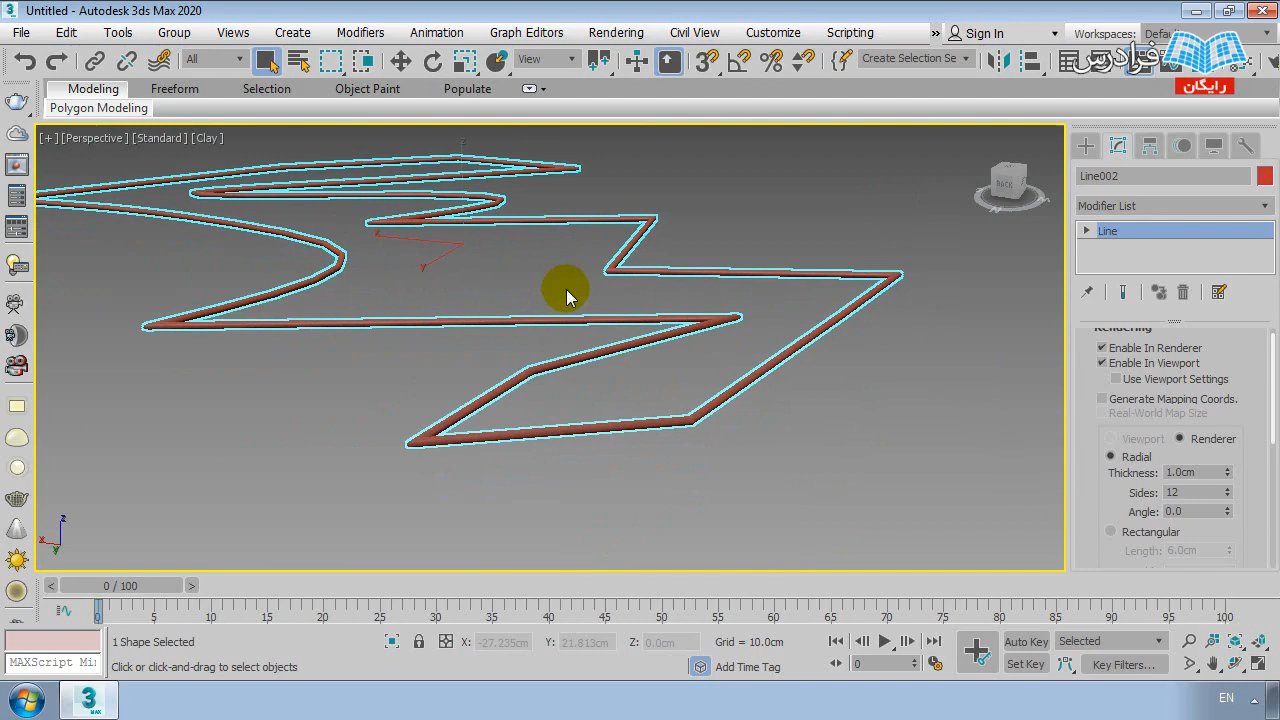 Untitled - Autodesk 3ds Max 2020
File Edit Tools Group Views Create Modifiers Animation Graph Editors Rendering Civil View Customize Scripting » Sign In Workspaces: Defa
All View Create Selection Se
فرادرس
رایگان
Modeling Freeform Selection Object Paint Populate
Polygon Modeling
[+] [Perspective] [Standard] [Clay]
BACK
Line002
Modifier List
Line
Rendering
Enable In Renderer
Enable In Viewport
Use Viewport Settings
Generate Mapping Coords.
Real-World Map Size
Viewport Renderer
Radial
Thickness: 1.0cm
Sides: 12
Angle: 0.0
Rectangular
Length: 6.0cm
z
x
y
z
x
y
< 0 / 100 >
0 5 10 15 20 25 30 35 40 45 50 55 60 65 70 75 80 85 90 95 100
1 Shape Selected X: -27.235cm Y: 21.813cm Z: 0.0cm Grid = 10.0cm Auto Key Selected
MAXScript Mi Click or click-and-drag to select objects Add Time Tag 0 Set Key Key Filters...
3 MAX EN